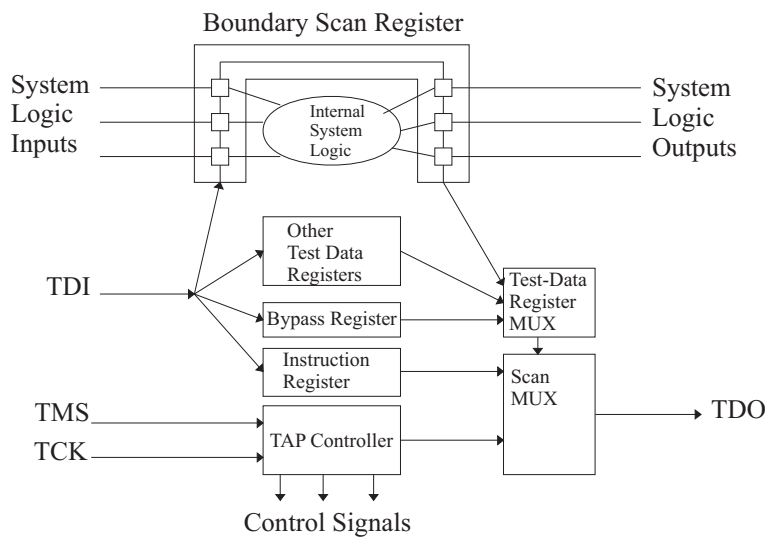 Boundary Scan Register
System
Logic
Inputs
Internal
System
Logic
System
Logic
Outputs
Other
Test Data
Registers
TDI
Bypass Register
Test-Data
Register
MUX
Instruction
Register
Scan
MUX
TMS
TCK
TAP Controller
TDO
Control Signals